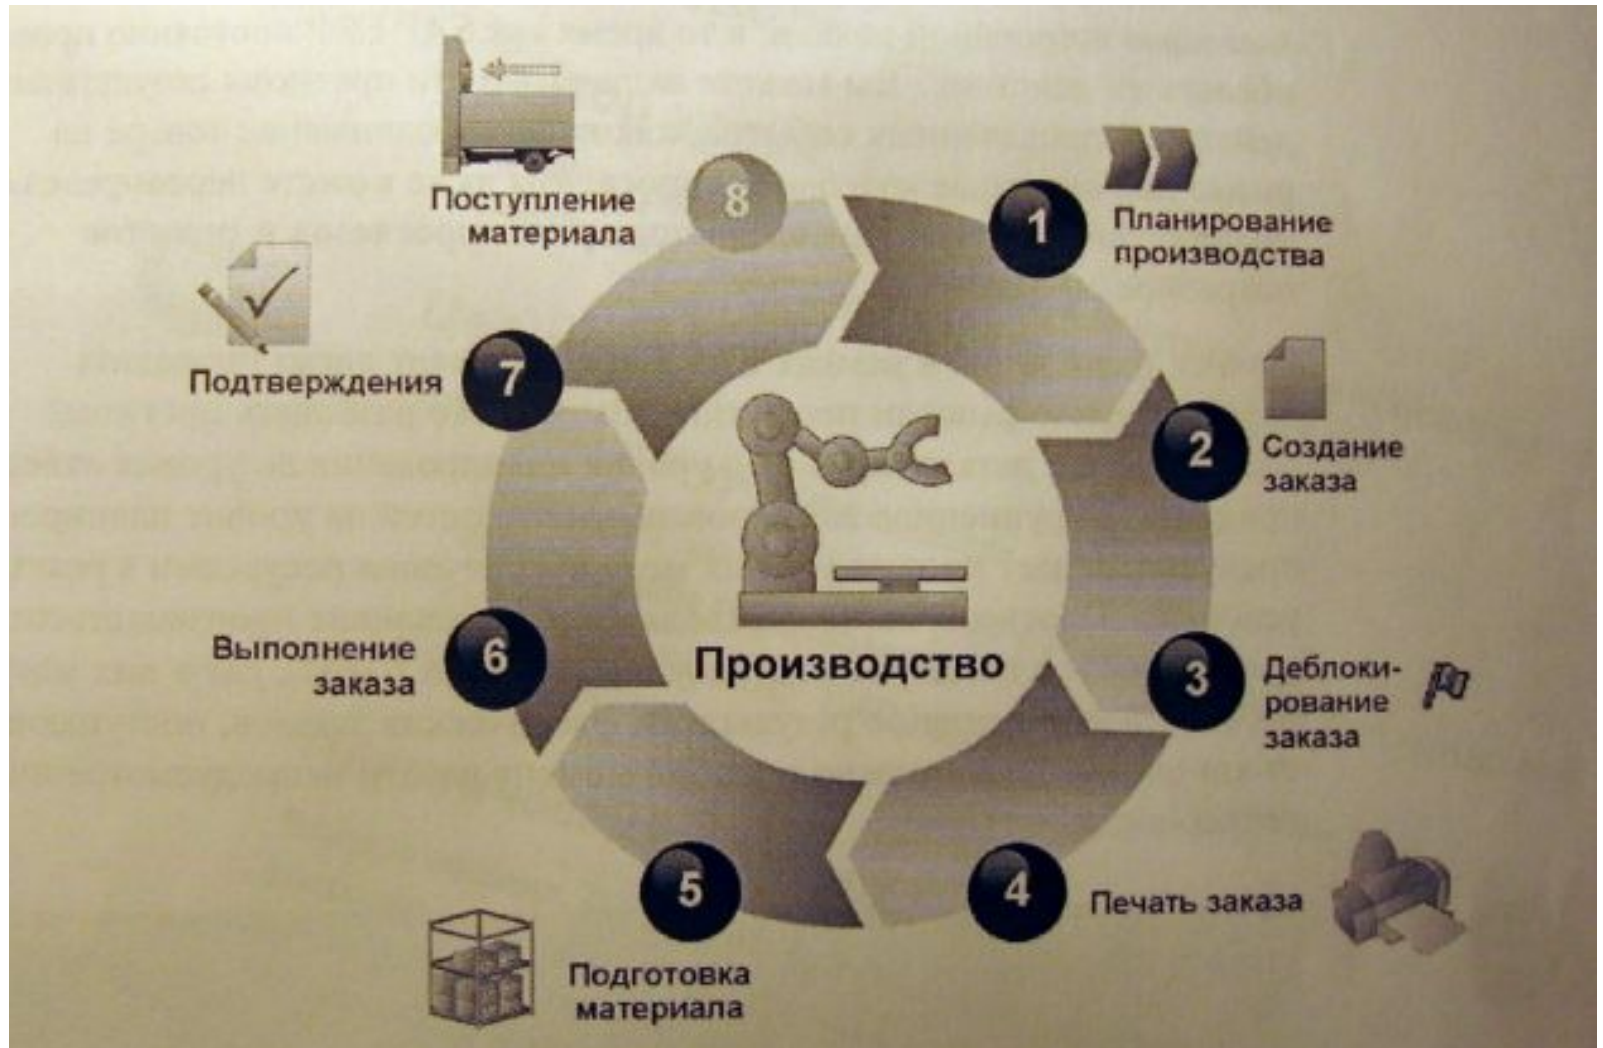 1
Планирование
производства
2
Создание
заказа
3
Деблоки-
рование
заказа
4
Печать заказа
5
Подготовка
материала
6
Выполнение
заказа
7
Подтверждения
8
Поступление
материала
Производство